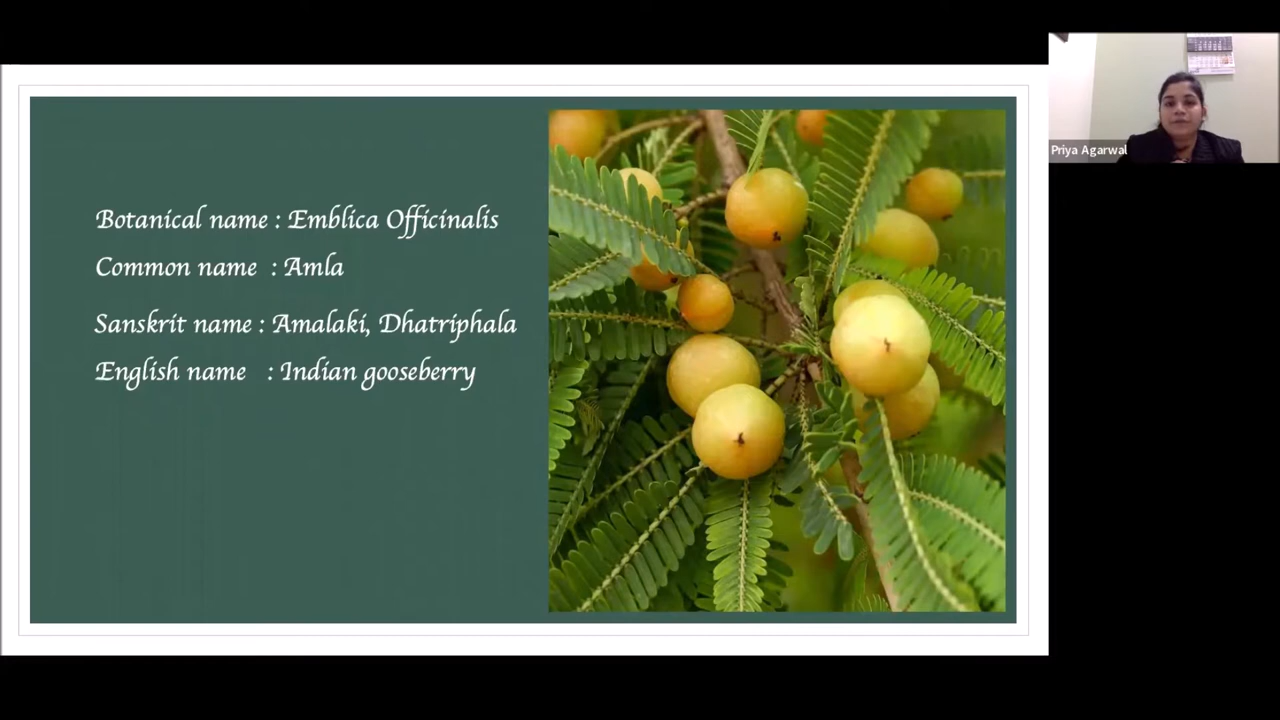 Botanical name : Emblica Officinalis
Common name : Amla
Sanskrit name : Amalaki, Dhatriphala
English name : Indian gooseberry
Priya Agarwal